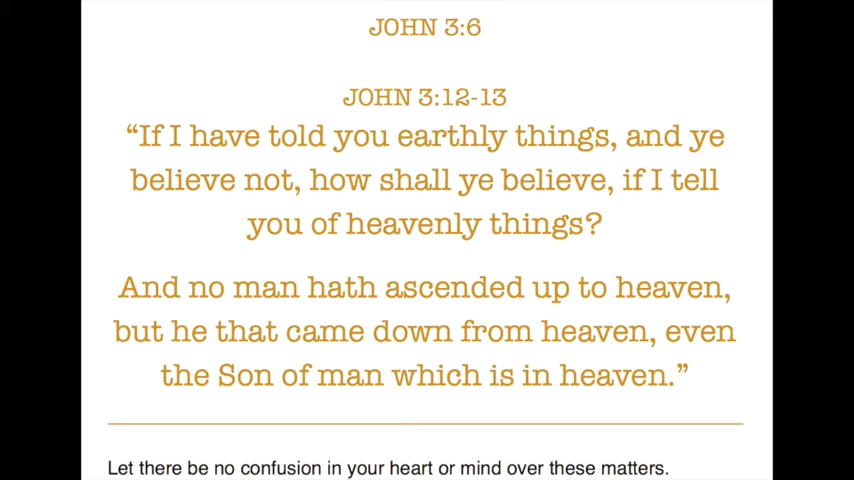 JOHN 3:6
JOHN 3:12-13
“If I have told you earthly things, and ye
believe not, how shall ye believe, if I tell
you of heavenly things?
And no man hath ascended up to heaven,
but he that came down from heaven, even
the Son of man which is in heaven.”
Let there be no confusion in your heart or mind over these matters.